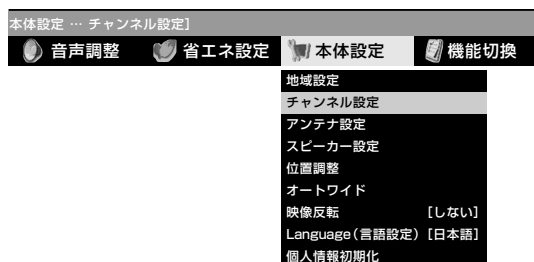 本体設定 … チャンネル設定]
音声調整 省エネ設定 本体設定 機能切換
地域設定
チャンネル設定
アンテナ設定
スピーカー設定
位置調整
オートワイド
映像反転 [しない]
Language(言語設定) [日本語]
個人情報初期化